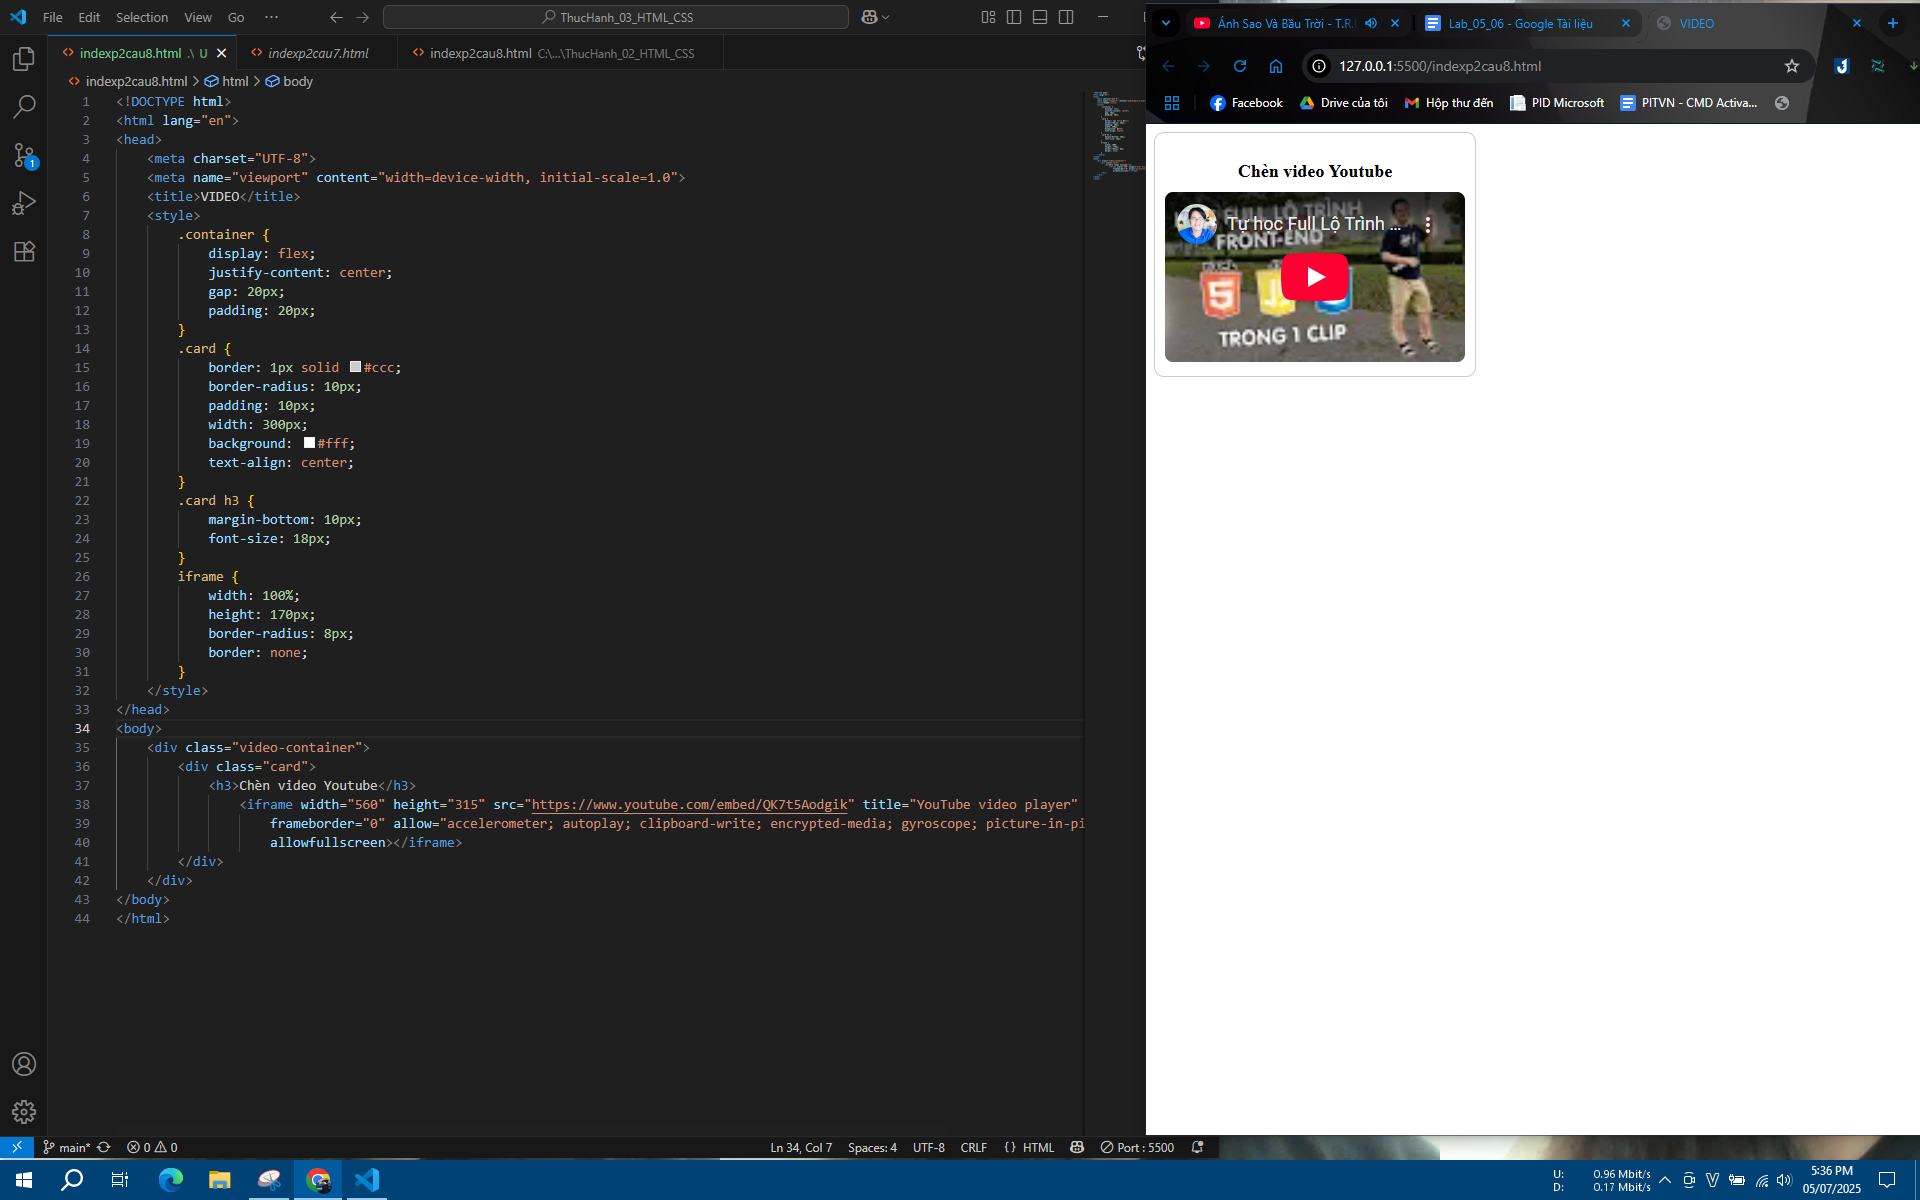 File Edit Selection View Go ···
ThucHanh_03_HTML_CSS
indexp2cau8.html .\ U
indexp2cau7.html
indexp2cau8.html C:\...\ThucHanh_02_HTML_CSS
indexp2cau8.html > html > body
1 <!DOCTYPE html>
2 <html lang="en">
3 <head>
4 <meta charset="UTF-8">
5 <meta name="viewport" content="width=device-width, initial-scale=1.0">
6 <title>VIDEO</title>
7 <style>
8 .container {
9 display: flex;
10 justify-content: center;
11 gap: 20px;
12 padding: 20px;
13 }
14 .card {
15 border: 1px solid #ccc;
16 border-radius: 10px;
17 padding: 10px;
18 width: 300px;
19 background: #fff;
20 text-align: center;
21 }
22 .card h3 {
23 margin-bottom: 10px;
24 font-size: 18px;
25 }
26 iframe {
27 width: 100%;
28 height: 170px;
29 border-radius: 8px;
30 border: none;
31 }
32 </style>
33 </head>
34 <body>
35 <div class="video-container">
36 <div class="card">
37 <h3>Chèn video Youtube</h3>
38 <iframe width="560" height="315" src="https://www.youtube.com/embed/QK7t5Aodgik" title="YouTube video player"
39 frameborder="0" allow="accelerometer; autoplay; clipboard-write; encrypted-media; gyroscope; picture-in-pi
40 allowfullscreen></iframe>
41 </div>
42 </div>
43 </body>
44 </html>
1
main* 0 0
Ln 34, Col 7 Spaces: 4 UTF-8 CRLF {} HTML Port : 5500
Ánh Sao Và Bầu Trời - T.R.I
Lab_05_06 - Google Tài liệu
VIDEO
127.0.0.1:5500/indexp2cau8.html
Facebook Drive của tôi Hộp thư đến PID Microsoft PITVN - CMD Activa...
Chèn video Youtube
Tự học Full Lộ Trình ...
FRONT-END
5
TRONG 1 CLIP
U: 0.96 Mbit/s
D: 0.17 Mbit/s
5:36 PM
05/07/2025